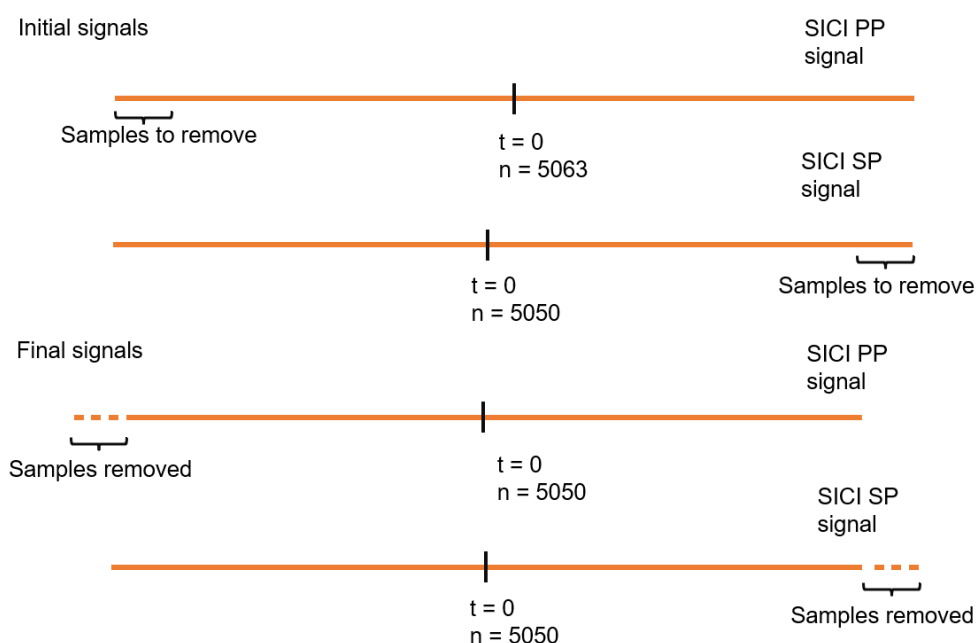 Initial signals
SICI PP
signal
Samples to remove
t = 0
n = 5063
SICI SP
signal
t = 0
n = 5050
Samples to remove
Final signals
SICI PP
signal
Samples removed
t = 0
n = 5050
SICI SP
signal
t = 0
n = 5050
Samples removed